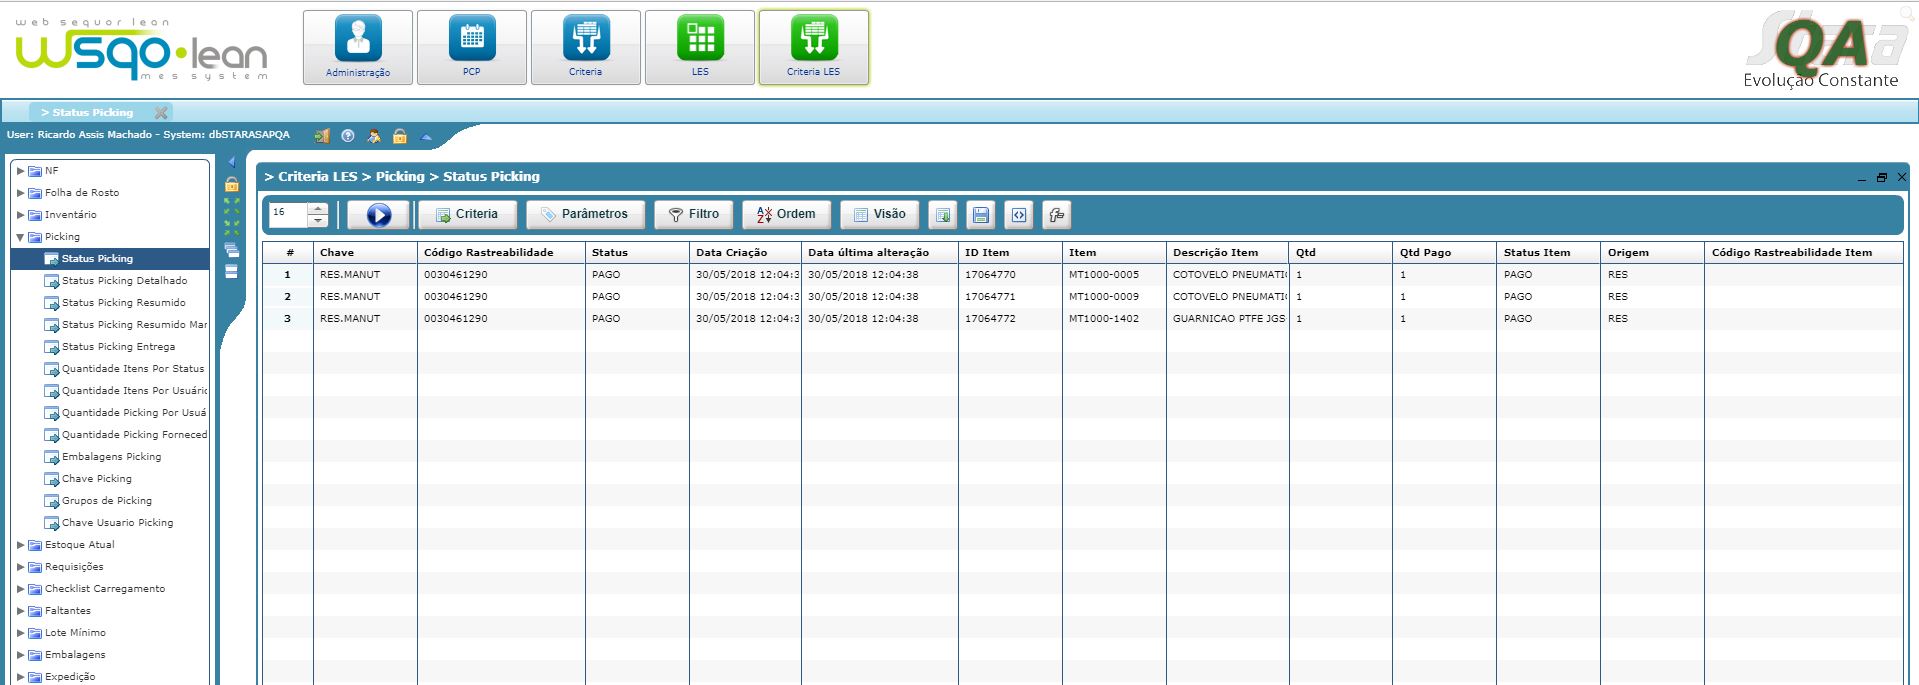 web sequor lean
wsqo•lean
mes system
Administração
PCP
Criteria
LES
Criteria LES
QA
Evolução Constante
> Status Picking
User: Ricardo Assis Machado - System: dbSTARASAPQA
NF
Folha de Rosto
Inventário
Picking
Status Picking
Status Picking Detalhado
Status Picking Resumido
Status Picking Resumido Mar
Status Picking Entrega
Quantidade Itens Por Status
Quantidade Itens Por Usuário
Quantidade Picking Por Usuá
Quantidade Picking Forneced
Embalagens Picking
Chave Picking
Grupos de Picking
Chave Usuario Picking
Estoque Atual
Requisições
Checklist Carregamento
Faltantes
Lote Mínimo
Embalagens
Expedição
> Criteria LES > Picking > Status Picking
16 Criteria Parâmetros Filtro Ordem Visão
# Chave Código Rastreabilidade Status Data Criação Data última alteração ID Item Item Descrição Item Qtd Qtd Pago Status Item Origem Código Rastreabilidade Item
1 RES.MANUT 0030461290 PAGO 30/05/2018 12:04:3 30/05/2018 12:04:38 17064770 MT1000-0005 COTOVELO PNEUMATIC 1 1 PAGO RES
2 RES.MANUT 0030461290 PAGO 30/05/2018 12:04:3 30/05/2018 12:04:38 17064771 MT1000-0009 COTOVELO PNEUMATIC 1 1 PAGO RES
3 RES.MANUT 0030461290 PAGO 30/05/2018 12:04:3 30/05/2018 12:04:38 17064772 MT1000-1402 GUARNICAO PTFE JGS 1 1 PAGO RES